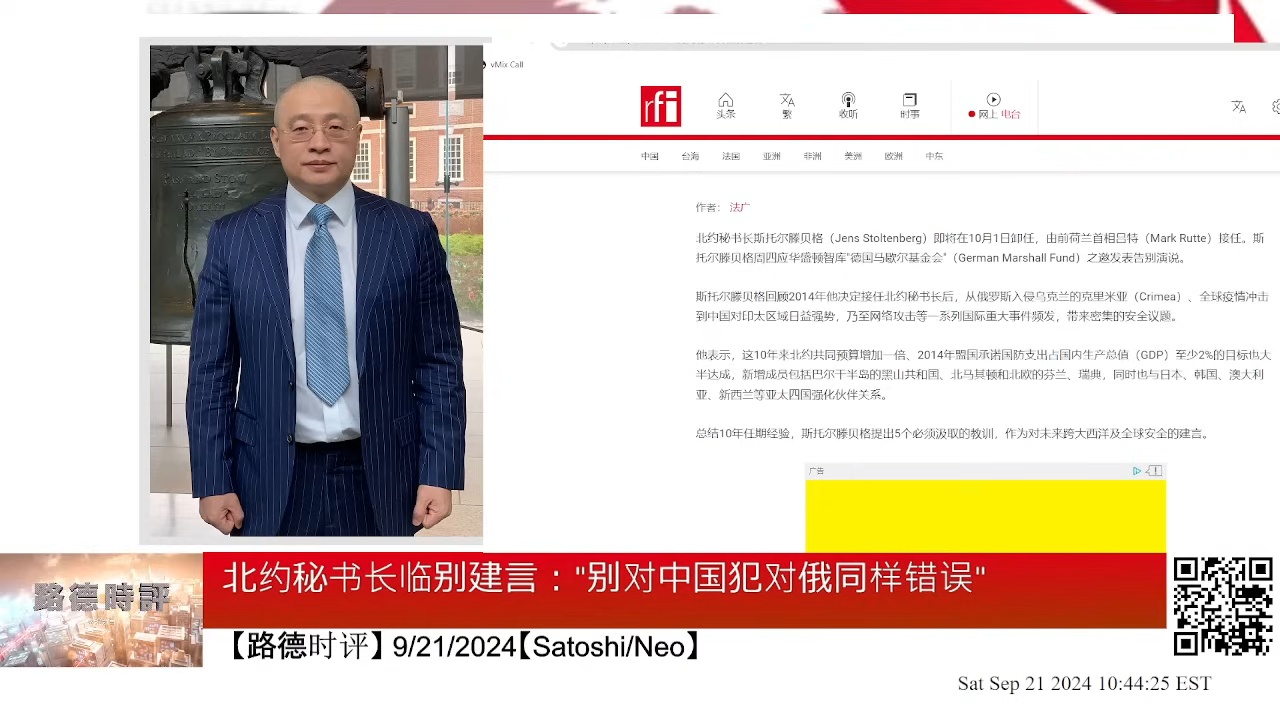 vMix Call
rfi
头条
繁
收听
时事
网上 电台
中国 台海 法国 亚洲 非洲 美洲 欧洲 中东
作者： 法广
北约秘书长斯托尔滕贝格（Jens Stoltenberg）即将在10月1日卸任，由前荷兰首相吕特（Mark Rutte）接任。斯
托尔滕贝格周四应华盛顿智库"德国马歇尔基金会"（German Marshall Fund）之邀发表告别演说。
斯托尔滕贝格回顾2014年他决定接任北约秘书长后，从俄罗斯入侵乌克兰的克里米亚（Crimea）、全球疫情冲击
到中国对印太区域日益强势，乃至网络攻击等一系列国际重大事件频发，带来密集的安全议题。
他表示，这10年来北约共同预算增加一倍、2014年盟国承诺国防支出占国内生产总值（GDP）至少2%的目标也大
半达成，新增成员包括巴尔干半岛的黑山共和国、北马其顿和北欧的芬兰、瑞典，同时也与日本、韩国、澳大利
亚、新西兰等亚太四国强化伙伴关系。
总结10年任期经验，斯托尔滕贝格提出5个必须汲取的教训，作为对未来跨大西洋及全球安全的建言。
广告
路德時評
北约秘书长临别建言："别对中国犯对俄同样错误"
【路德时评】9/21/2024【Satoshi/Neo】
Sat Sep 21 2024 10:44:25 EST